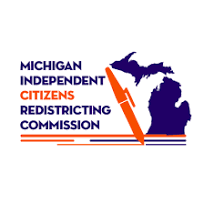 MICHIGAN
INDEPENDENT
CITIZENS
REDISTRICTING
COMMISSION